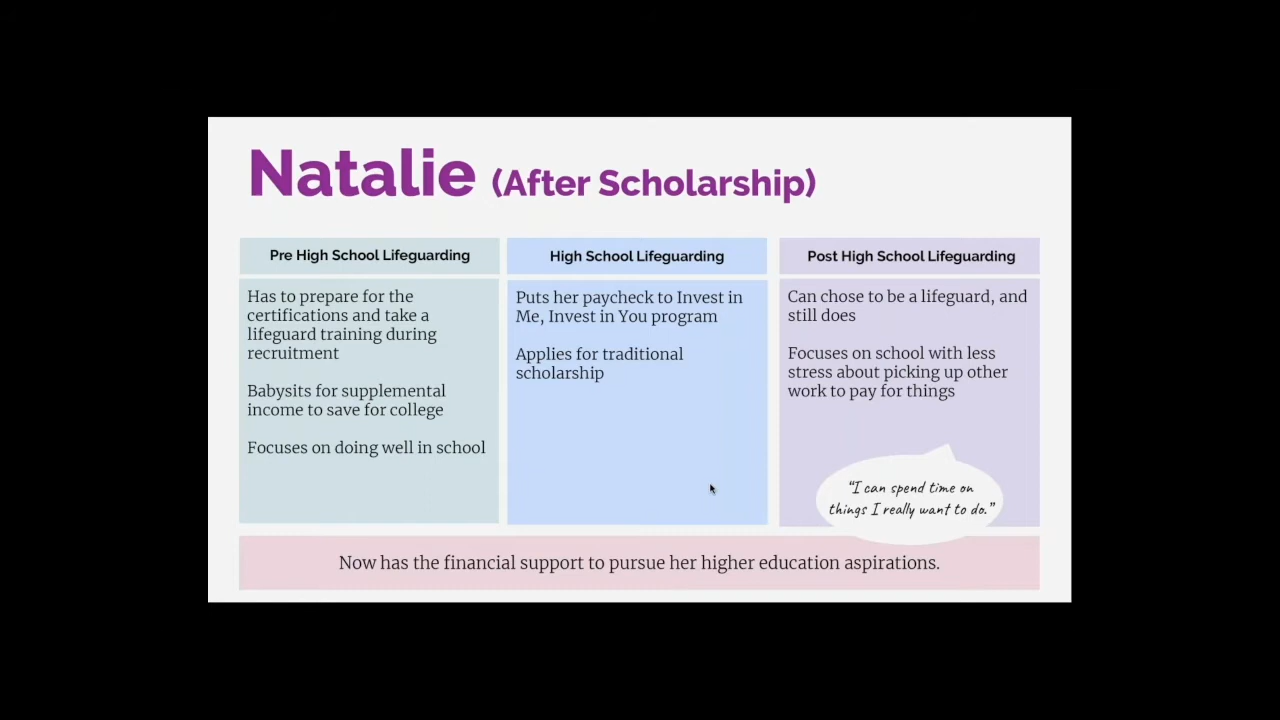 Natalie (After Scholarship)
Pre High School Lifeguarding
Has to prepare for the
certifications and take a
lifeguard training during
recruitment
Babysits for supplemental
income to save for college
Focuses on doing well in school
High School Lifeguarding
Puts her paycheck to Invest in
Me, Invest in You program
Applies for traditional
scholarship
Post High School Lifeguarding
Can chose to be a lifeguard, and
still does
Focuses on school with less
stress about picking up other
work to pay for things
“I can spend time on
things I really want to do.”
Now has the financial support to pursue her higher education aspirations.